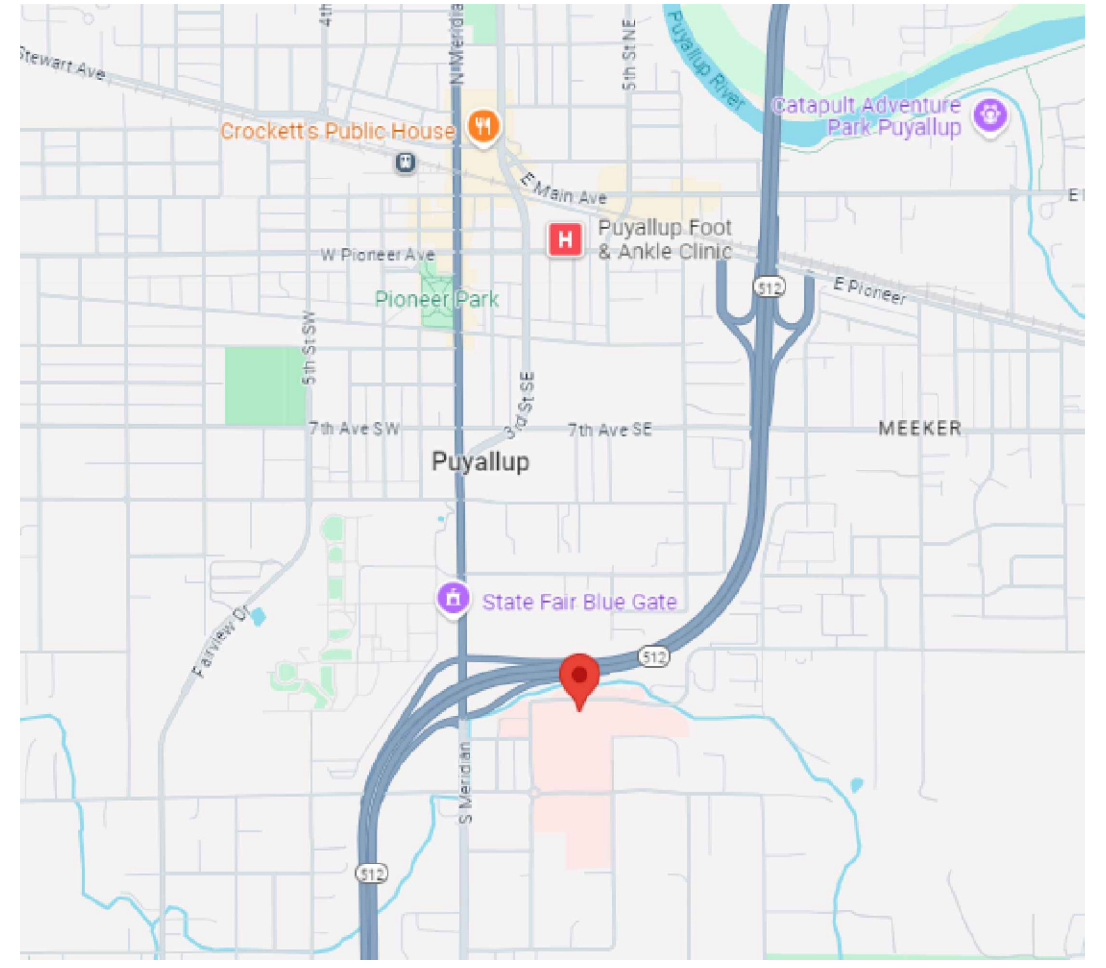 4th
N Meridia
5th St NE
Puyallup River
Stewart Ave
Catapult Adventure
Park Puyallup
Crockett's Public House
E Main Ave
E
H
Puyallup Foot
& Ankle Clinic
W Pioneer Ave
512
E Pioneer
Pioneer Park
5th St SW
3rd St SE
7th Ave SW
7th Ave SE
MEEKER
Puyallup
State Fair Blue Gate
Fairview Dr
512
S Meridian
512